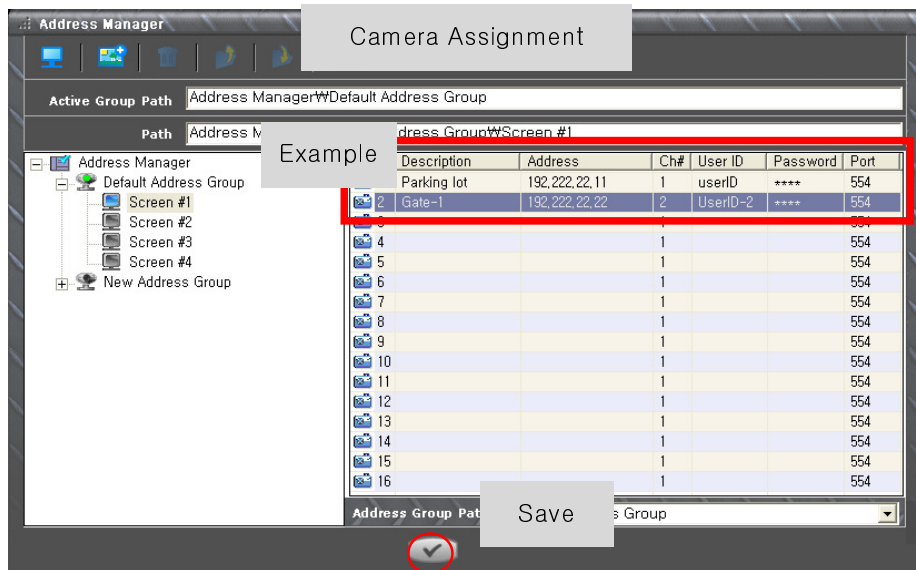 Address Manager
Camera Assignment
Active Group Path Address Manager₩Default Address Group
Path Address M dress Group₩Screen #1
Example
Address Manager
Default Address Group
Screen #1
Screen #2
Screen #3
Screen #4
New Address Group
Description Address Ch# User ID Password Port
Parking lot 192,222,22,11 1 userID **** 554
2 Gate-1 192,222,22,22 2 UserID-2 **** 554
3 1 554
4 1 554
5 1 554
6 1 554
7 1 554
8 1 554
9 1 554
10 1 554
11 1 554
12 1 554
13 1 554
14 1 554
15 1 554
16 1 554
Address Group Pat s Group
Save